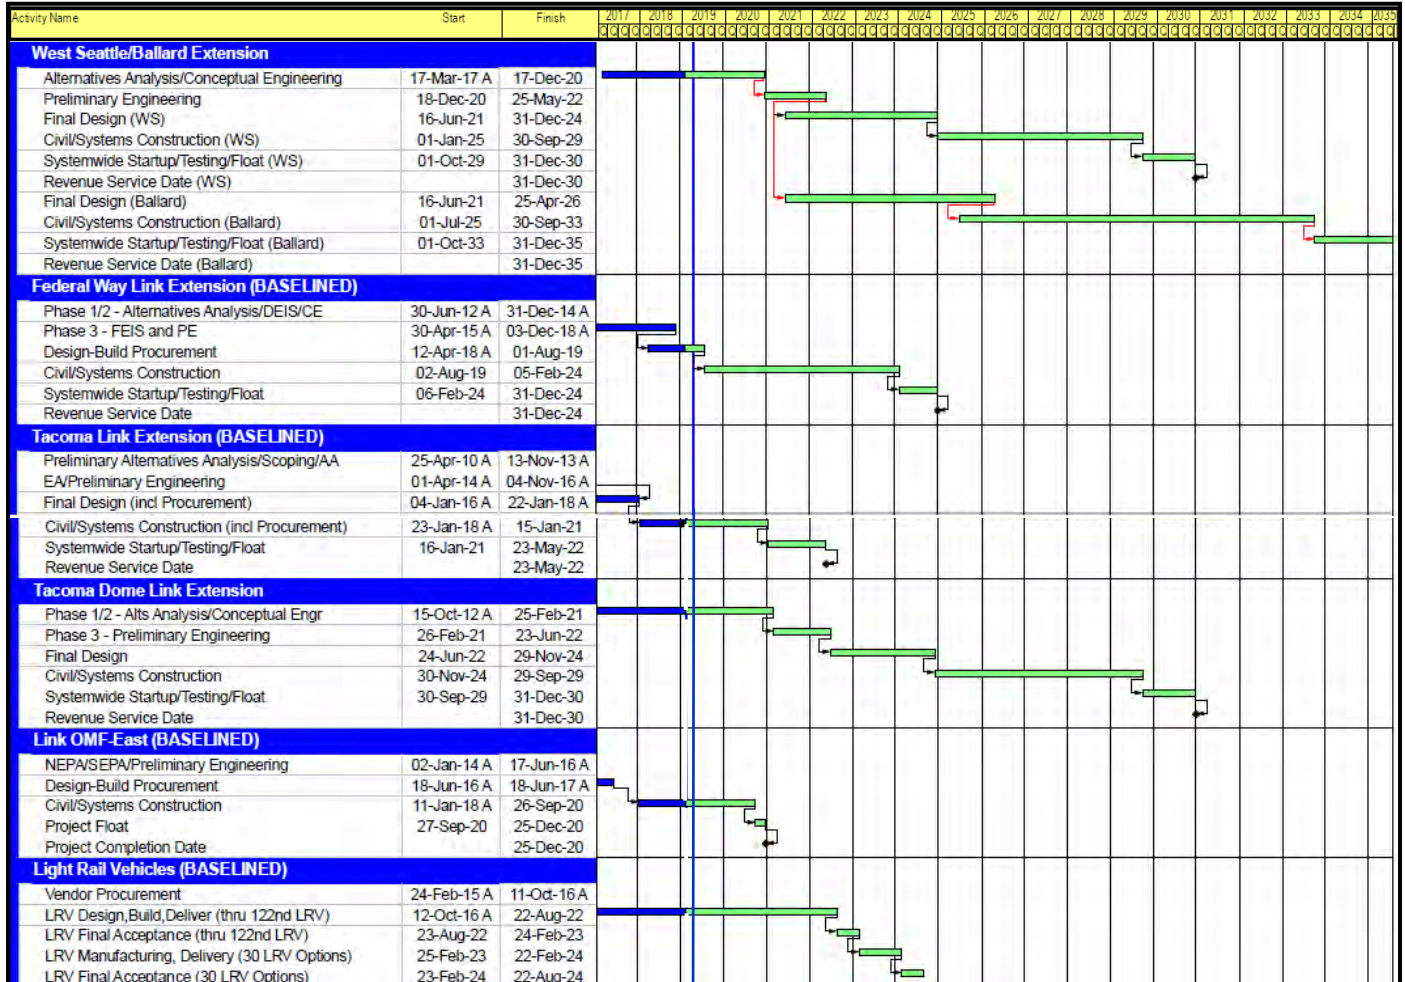 Activity Name Start Finish 2017 2018 2019 2020 2021 2022 2023 2024 2025 2026 2027 2028 2029 2030 2031 2032 2033 2034 2035
Q Q Q Q Q Q Q Q Q Q Q Q Q Q Q Q Q Q Q Q Q Q Q Q Q Q Q Q Q Q Q Q Q Q Q Q Q Q Q Q Q Q Q Q Q Q Q Q Q Q Q Q Q Q Q Q Q Q Q Q Q Q Q Q Q Q Q Q Q Q Q Q Q Q
West Seattle/Ballard Extension
Alternatives Analysis/Conceptual Engineering 17-Mar-17 A 17-Dec-20
Preliminary Engineering 18-Dec-20 25-May-22
Final Design (WS) 16-Jun-21 31-Dec-24
Civil/Systems Construction (WS) 01-Jan-25 30-Sep-29
Systemwide Startup/Testing/Float (WS) 01-Oct-29 31-Dec-30
Revenue Service Date (WS) 31-Dec-30
Final Design (Ballard) 16-Jun-21 25-Apr-26
Civil/Systems Construction (Ballard) 01-Jul-25 30-Sep-33
Systemwide Startup/Testing/Float (Ballard) 01-Oct-33 31-Dec-35
Revenue Service Date (Ballard) 31-Dec-35
Federal Way Link Extension (BASELINED)
Phase 1/2 - Alternatives Analysis/DEIS/CE 30-Jun-12 A 31-Dec-14 A
Phase 3 - FEIS and PE 30-Apr-15 A 03-Dec-18 A
Design-Build Procurement 12-Apr-18 A 01-Aug-19
Civil/Systems Construction 02-Aug-19 05-Feb-24
Systemwide Startup/Testing/Float 06-Feb-24 31-Dec-24
Revenue Service Date 31-Dec-24
Tacoma Link Extension (BASELINED)
Preliminary Alternatives Analysis/Scoping/AA 25-Apr-10 A 13-Nov-13 A
EA/Preliminary Engineering 01-Apr-14 A 04-Nov-16 A
Final Design (incl Procurement) 04-Jan-16 A 22-Jan-18 A
Civil/Systems Construction (incl Procurement) 23-Jan-18 A 15-Jan-21
Systemwide Startup/Testing/Float 16-Jan-21 23-May-22
Revenue Service Date 23-May-22
Tacoma Dome Link Extension
Phase 1/2 - Alts Analysis/Conceptual Engr 15-Oct-12 A 25-Feb-21
Phase 3 - Preliminary Engineering 26-Feb-21 23-Jun-22
Final Design 24-Jun-22 29-Nov-24
Civil/Systems Construction 30-Nov-24 29-Sep-29
Systemwide Startup/Testing/Float 30-Sep-29 31-Dec-30
Revenue Service Date 31-Dec-30
Link OMF-East (BASELINED)
NEPA/SEPA/Preliminary Engineering 02-Jan-14 A 17-Jun-16 A
Design-Build Procurement 18-Jun-16 A 18-Jun-17 A
Civil/Systems Construction 11-Jan-18 A 26-Sep-20
Project Float 27-Sep-20 25-Dec-20
Project Completion Date 25-Dec-20
Light Rail Vehicles (BASELINED)
Vendor Procurement 24-Feb-15 A 11-Oct-16 A
LRV Design,Build,Deliver (thru 122nd LRV) 12-Oct-16 A 22-Aug-22
LRV Final Acceptance (thru 122nd LRV) 23-Aug-22 24-Feb-23
LRV Manufacturing, Delivery (30 LRV Options) 25-Feb-23 22-Feb-24
LRV Final Acceptance (30 LRV Options) 23-Feb-24 22-Aug-24